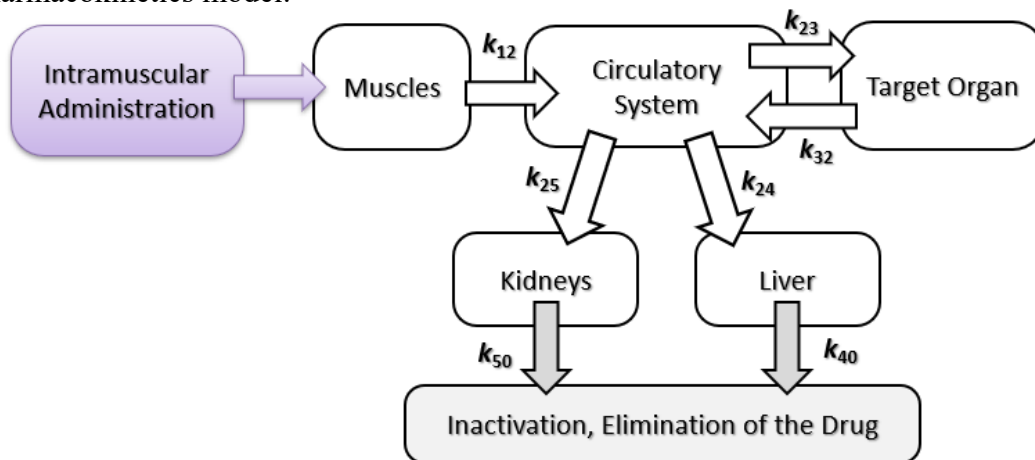 armacokinetics model.
Intramuscular
Administration
Muscles
k12
Circulatory
System
k23
k32
Target Organ
k25
k24
Kidneys
Liver
k50
k40
Inactivation, Elimination of the Drug